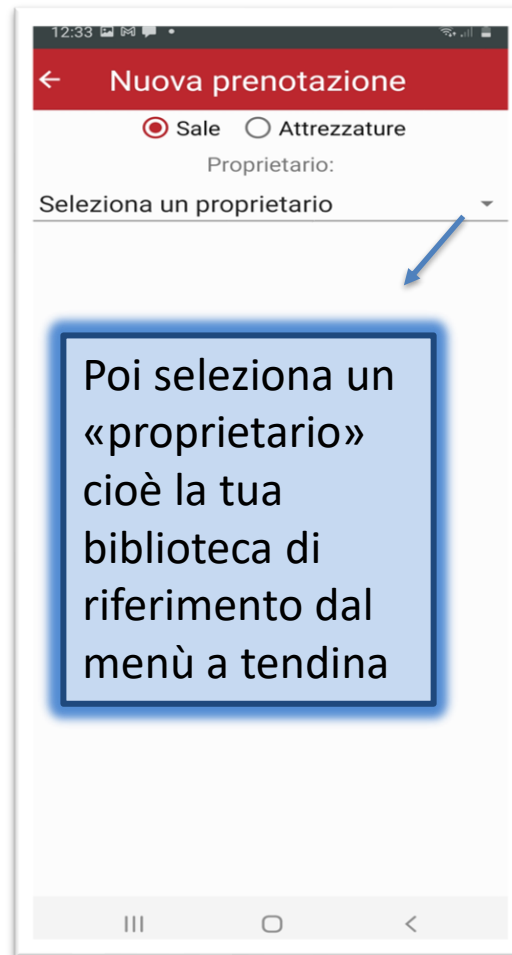 12:33
Nuova prenotazione
Sale Attrezzature
Proprietario:
Seleziona un proprietario
Poi seleziona un
«proprietario»
cioè la tua
biblioteca di
riferimento dal
menù a tendina